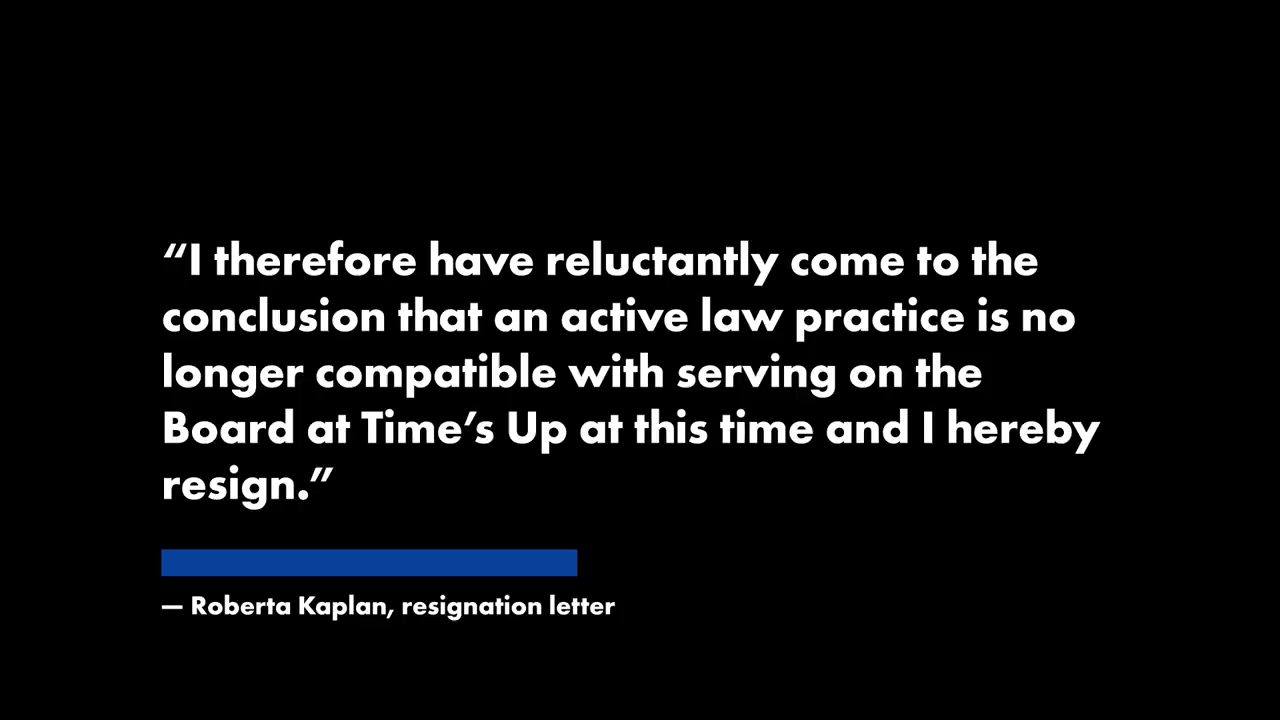 “I therefore have reluctantly come to the
conclusion that an active law practice is no
longer compatible with serving on the
Board at Time’s Up at this time and I hereby
resign.”
— Roberta Kaplan, resignation letter